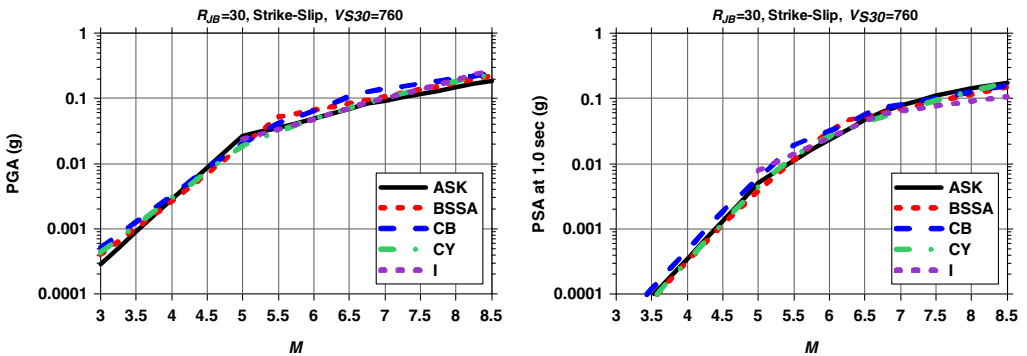 R_JB=30, Strike-Slip, VS30=760
PGA (g)
1
0.1
0.01
0.001
0.0001
3 3.5 4 4.5 5 5.5 6 6.5 7 7.5 8 8.5
M
ASK
BSSA
CB
CY
I
R_JB=30, Strike-Slip, VS30=760
PSA at 1.0 sec (g)
1
0.1
0.01
0.001
0.0001
3 3.5 4 4.5 5 5.5 6 6.5 7 7.5 8 8.5
M
ASK
BSSA
CB
CY
I